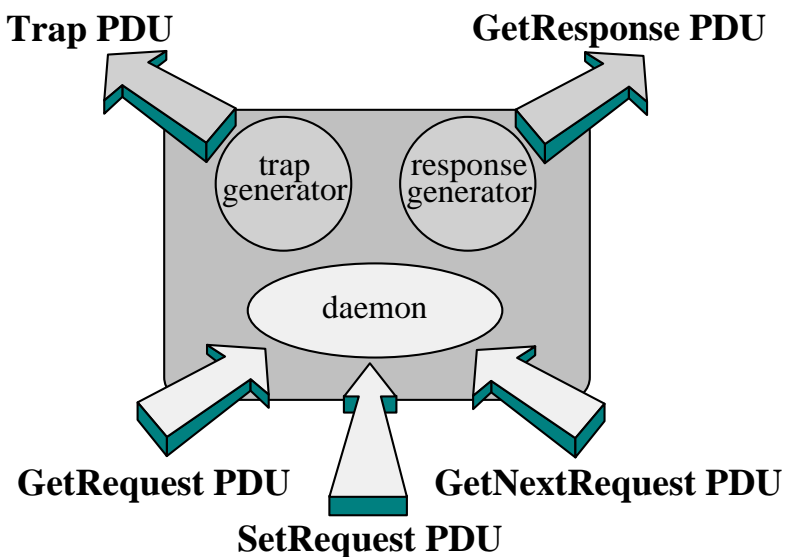 Trap PDU
GetResponse PDU
trap
generator
response
generator
daemon
GetRequest PDU
GetNextRequest PDU
SetRequest PDU